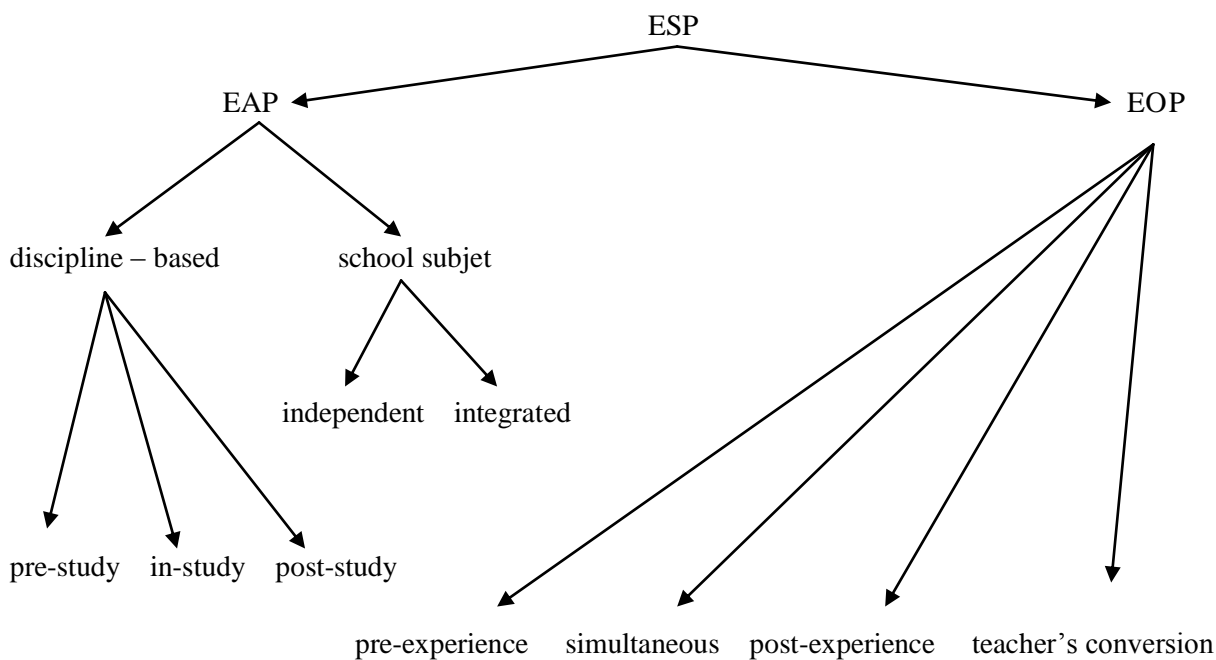 ESP
EAP EOP
discipline – based school subjet
independent integrated
pre-study in-study post-study
pre-experience simultaneous post-experience teacher’s conversion